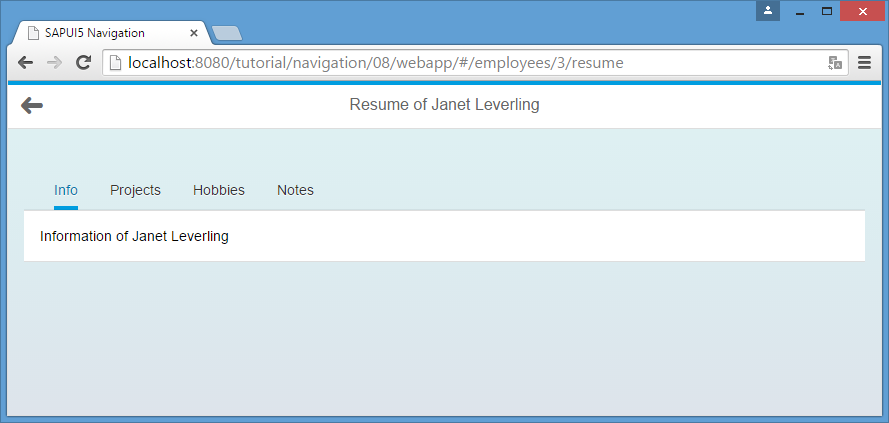 SAPUI5 Navigation
localhost:8080/tutorial/navigation/08/webapp/#/employees/3/resume
Resume of Janet Leverling
Info Projects Hobbies Notes
Information of Janet Leverling